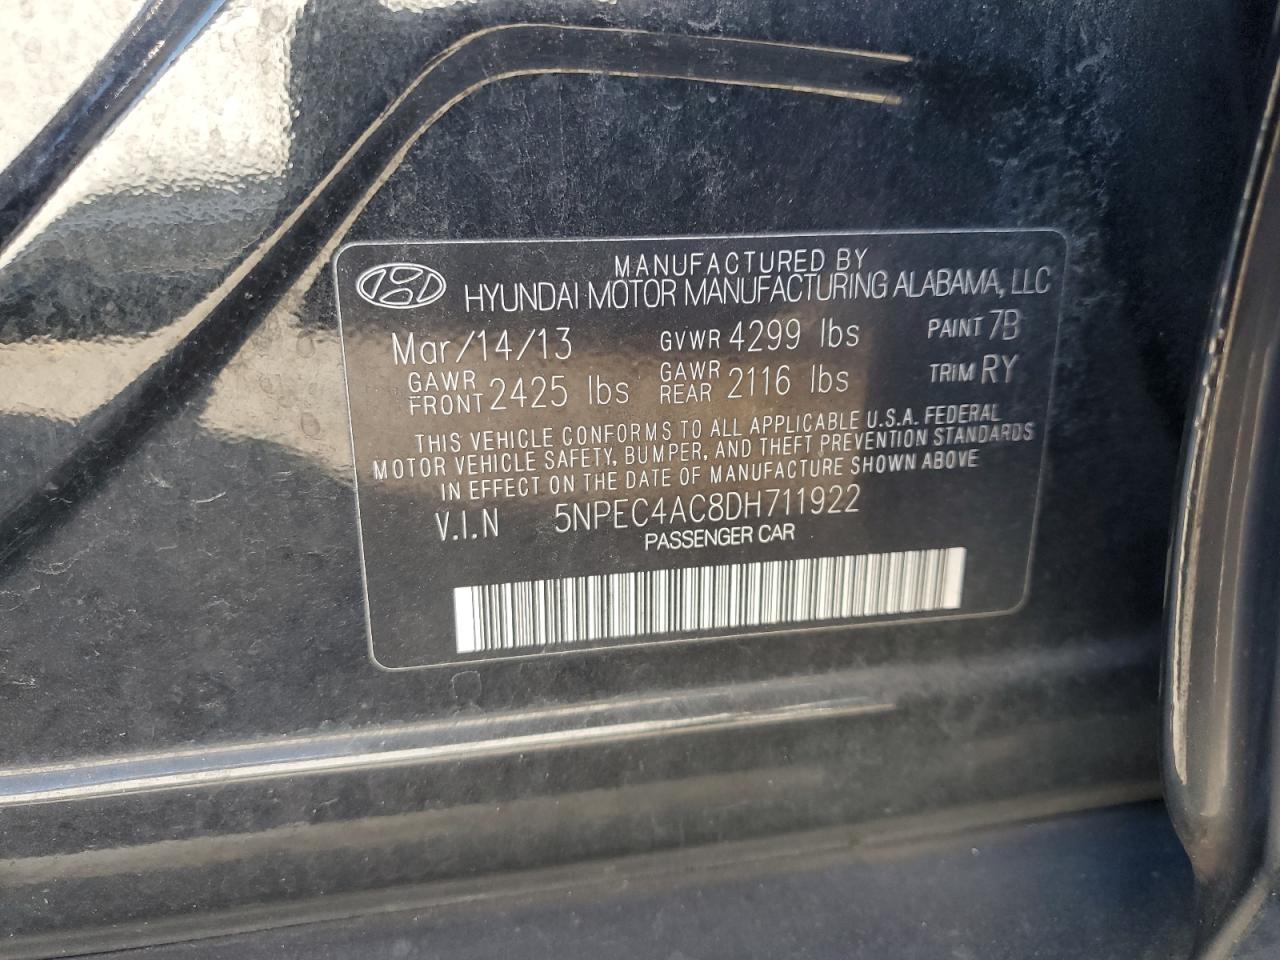 MANUFACTURED BY
HYUNDAI MOTOR MANUFACTURING ALABAMA, LLC
Mar/14/13 GVWR 4299 lbs PAINT 7B
GAWR FRONT 2425 lbs GAWR REAR 2116 lbs TRIM RY
THIS VEHICLE CONFORMS TO ALL APPLICABLE U.S.A. FEDERAL
MOTOR VEHICLE SAFETY, BUMPER, AND THEFT PREVENTION STANDARDS
IN EFFECT ON THE DATE OF MANUFACTURE SHOWN ABOVE
V.I.N 5NPEC4AC8DH711922
PASSENGER CAR